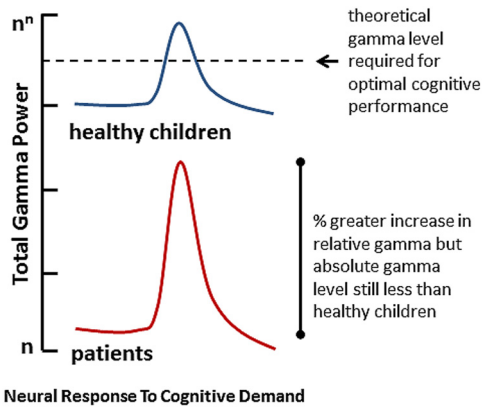 nⁿ
theoretical
gamma level
required for
optimal cognitive
performance
Total Gamma Power
healthy children
% greater increase in
relative gamma but
absolute gamma
level still less than
healthy children
n
patients
Neural Response To Cognitive Demand